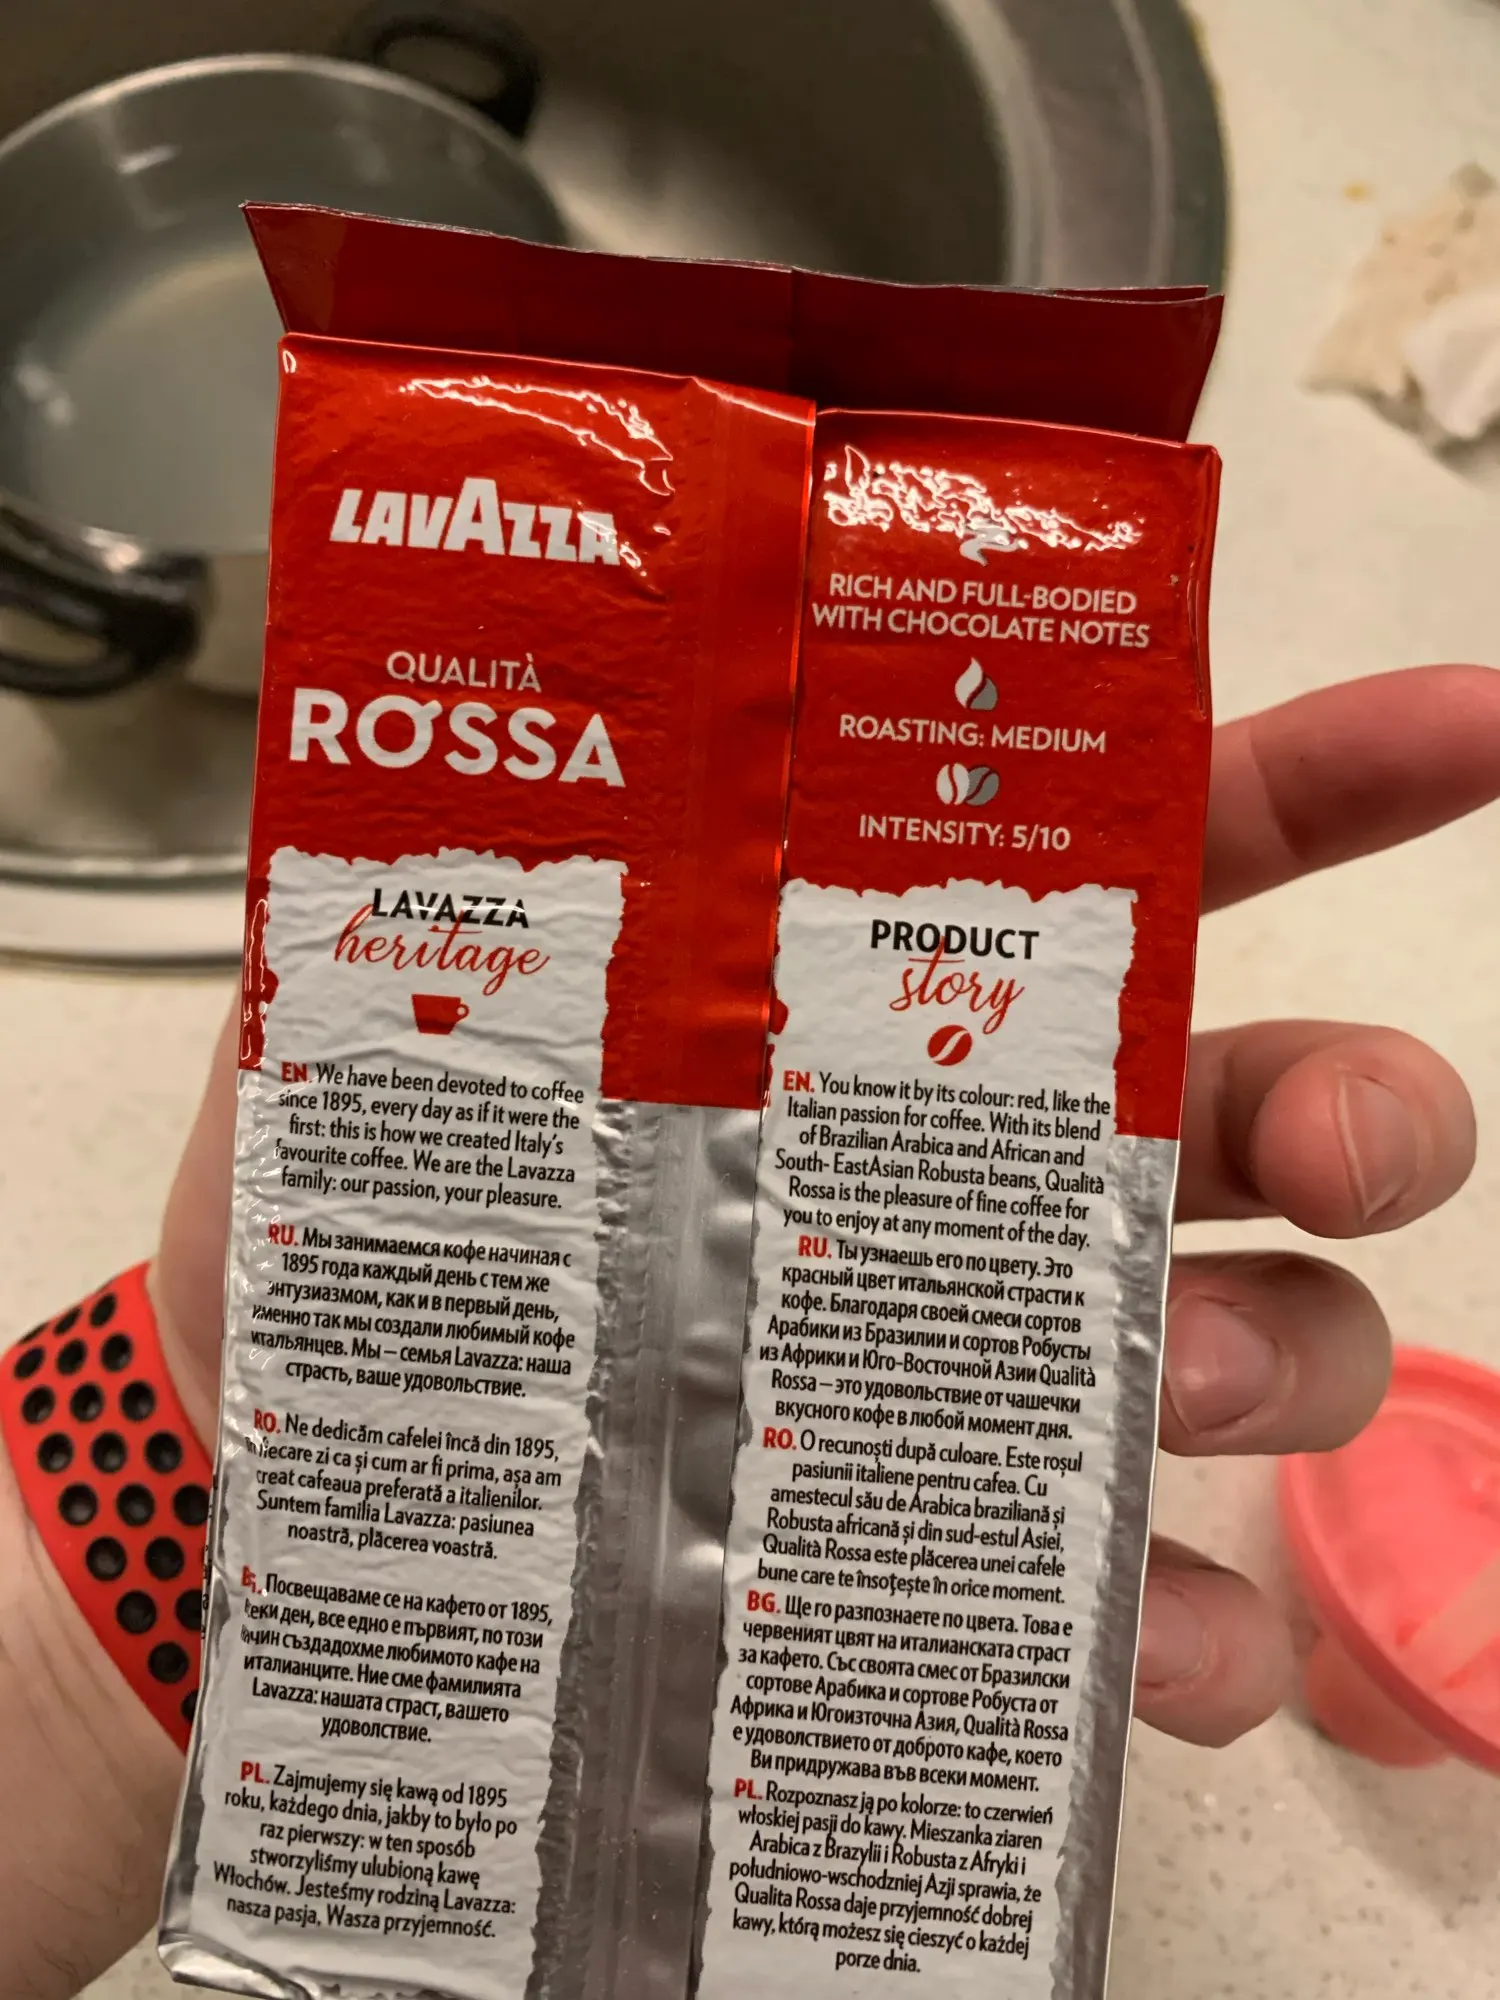 LAVAZZA
QUALITÀ
ROSSA
LAVAZZA
heritage
EN. We have been devoted to coffee
since 1895, every day as if it were the
first: this is how we created Italy's
favourite coffee. We are the Lavazza
family: our passion, your pleasure.
RU. Мы занимаемся кофе начиная с
1895 года каждый день с тем же
энтузиазмом, как и в первый день,
именно так мы создали любимый кофе
итальянцев. Мы – семья Lavazza: наша
страсть, ваше удовольствие.
RO. Ne dedicăm cafelei încă din 1895,
în fiecare zi ca și cum ar fi prima, așa am
creat cafeaua preferată a italienilor.
Suntem familia Lavazza: pasiunea
noastră, plăcerea voastră.
BG. Посвещаваме се на кафето от 1895,
всеки ден, все едно е първият, по този
начин създадохме любимото кафе на
италианците. Ние сме фамилията
Lavazza: нашата страст, вашето
удоволствие.
PL. Zajmujemy się kawą od 1895
roku, każdego dnia, jakby to było po
raz pierwszy: w ten sposób
stworzyliśmy ulubioną kawę
Włochów. Jesteśmy rodziną Lavazza:
nasza pasja, Wasza przyjemność.
RICH AND FULL-BODIED
WITH CHOCOLATE NOTES
ROASTING: MEDIUM
INTENSITY: 5/10
PRODUCT
story
EN. You know it by its colour: red, like the
Italian passion for coffee. With its blend
of Brazilian Arabica and African and
South- EastAsian Robusta beans, Qualità
Rossa is the pleasure of fine coffee for
you to enjoy at any moment of the day.
RU. Ты узнаешь его по цвету. Это
красный цвет итальянской страсти к
кофе. Благодаря своей смеси сортов
Арабики из Бразилии и сортов Робусты
из Африки и Юго-Восточной Азии Qualità
Rossa – это удовольствие от чашечки
вкусного кофе в любой момент дня.
RO. O recunoști după culoare. Este roșul
pasiunii italiene pentru cafea. Cu
amestecul său de Arabica braziliană și
Robusta africană și din sud-estul Asiei,
Qualità Rossa este plăcerea unei cafele
bune care te însoțește în orice moment.
BG. Ще го разпознаете по цвета. Това е
червеният цвят на италианската страст
за кафето. Със своята смес от Бразилски
сортове Арабика и сортове Робуста от
Африка и Югоизточна Азия, Qualità Rossa
е удоволствието от доброто кафе, което
Ви придружава във всеки момент.
PL. Rozpoznasz ją po kolorze: to czerwień
włoskiej pasji do kawy. Mieszanka ziaren
Arabica z Brazylii i Robusta z Afryki i
południowo-wschodniej Azji sprawia, że
Qualita Rossa daje przyjemność dobrej
kawy, którą możesz się cieszyć o każdej
porze dnia.